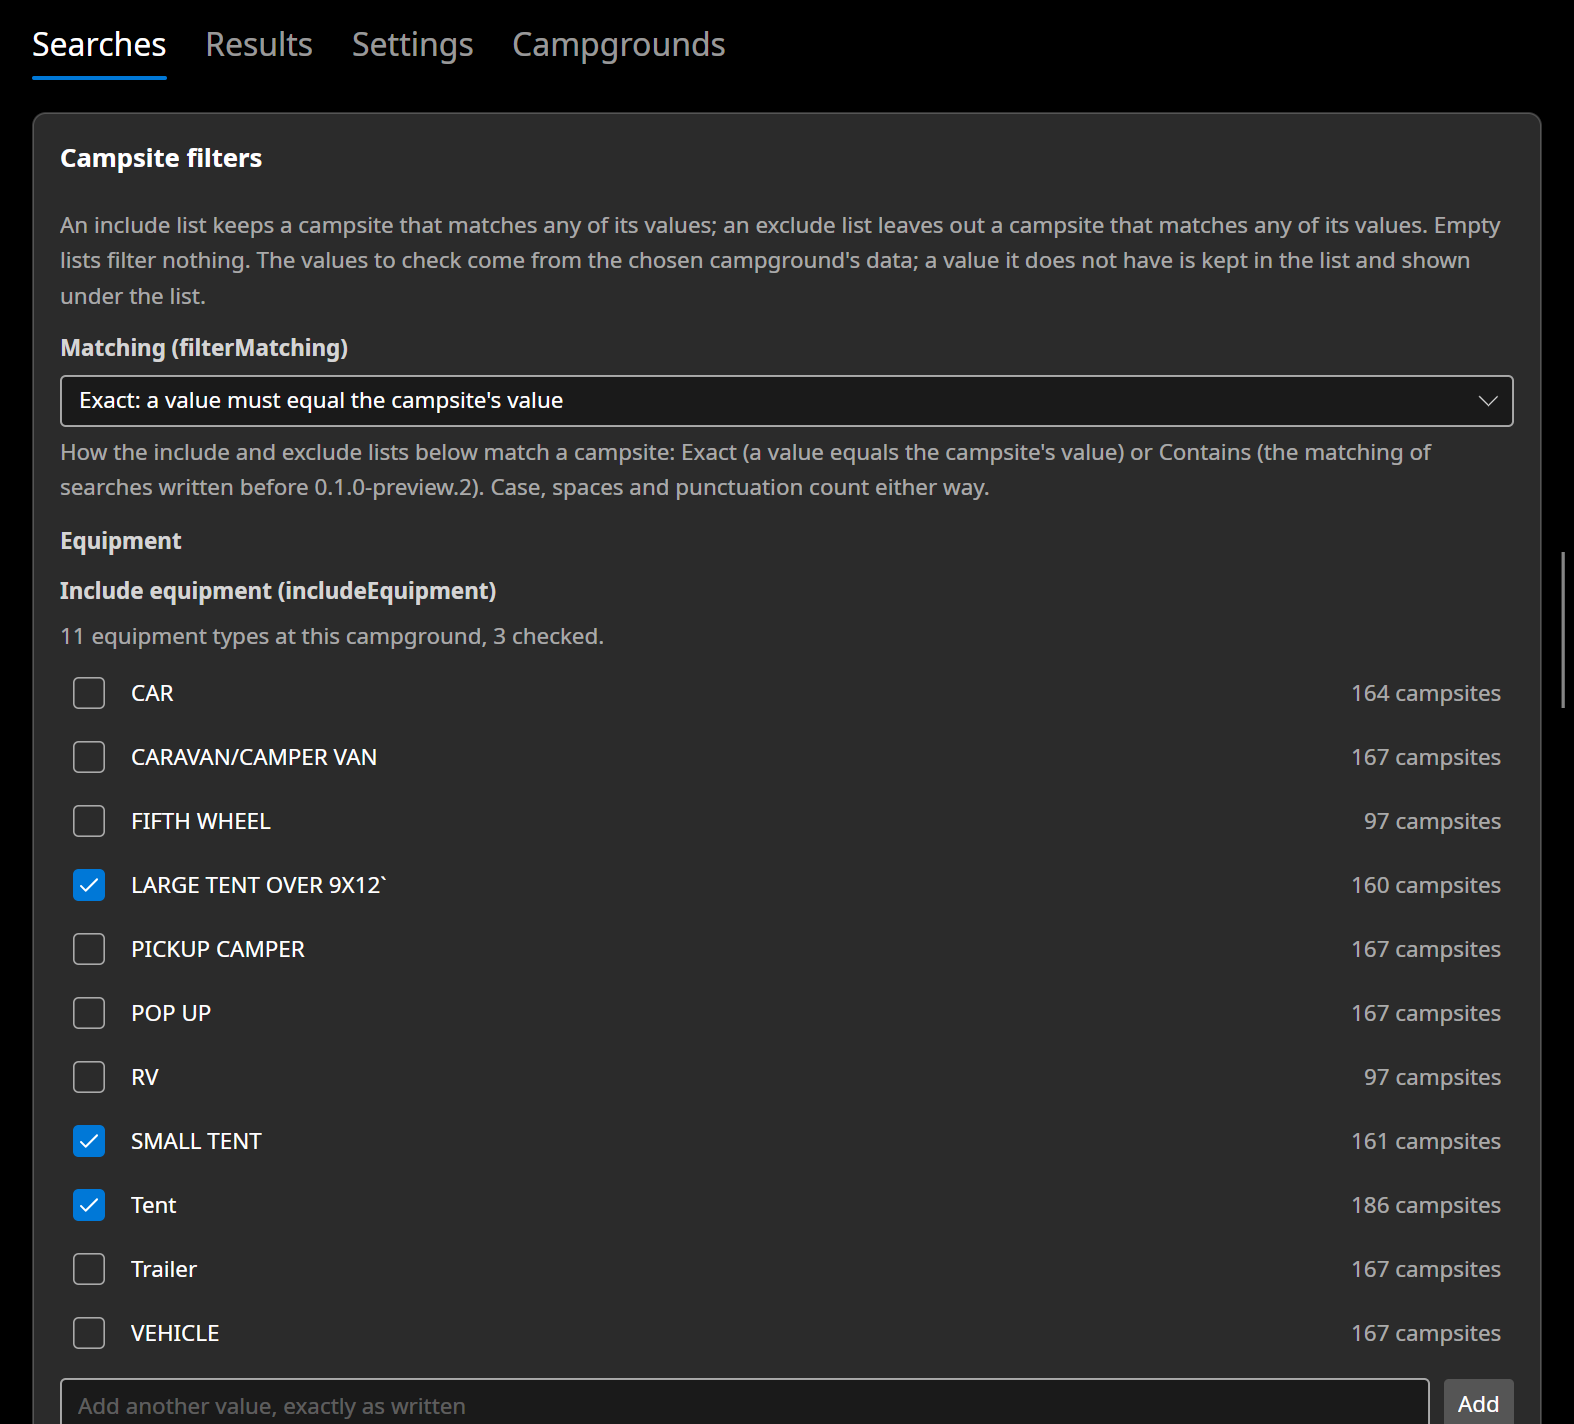 Searches Results Settings Campgrounds
Campsite filters
An include list keeps a campsite that matches any of its values; an exclude list leaves out a campsite that matches any of its values. Empty
lists filter nothing. The values to check come from the chosen campground's data; a value it does not have is kept in the list and shown
under the list.
Matching (filterMatching)
Exact: a value must equal the campsite's value
How the include and exclude lists below match a campsite: Exact (a value equals the campsite's value) or Contains (the matching of
searches written before 0.1.0-preview.2). Case, spaces and punctuation count either way.
Equipment
Include equipment (includeEquipment)
11 equipment types at this campground, 3 checked.
CAR 164 campsites
CARAVAN/CAMPER VAN 167 campsites
FIFTH WHEEL 97 campsites
LARGE TENT OVER 9X12` 160 campsites
PICKUP CAMPER 167 campsites
POP UP 167 campsites
RV 97 campsites
SMALL TENT 161 campsites
Tent 186 campsites
Trailer 167 campsites
VEHICLE 167 campsites
Add another value, exactly as written Add